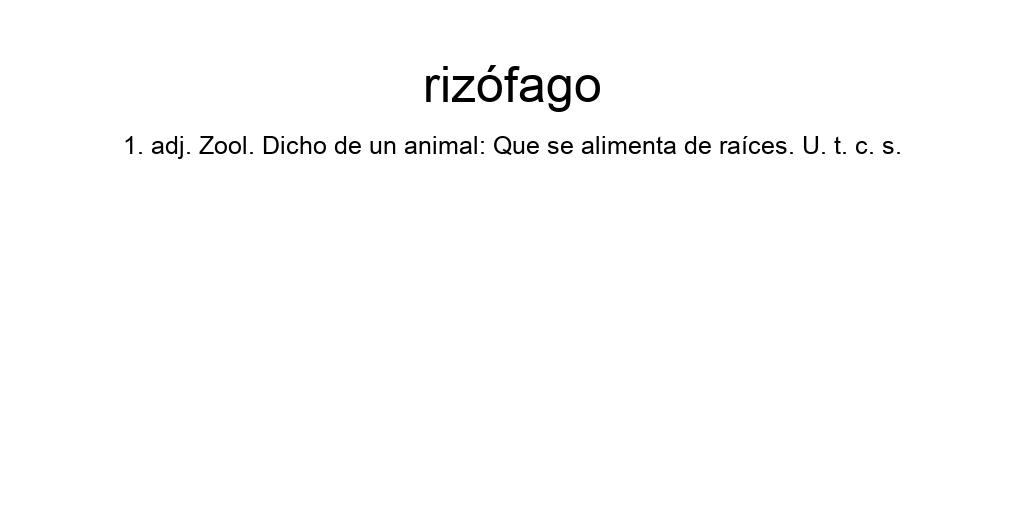 rizófago
1. adj. Zool. Dicho de un animal: Que se alimenta de raíces. U. t. c. s.